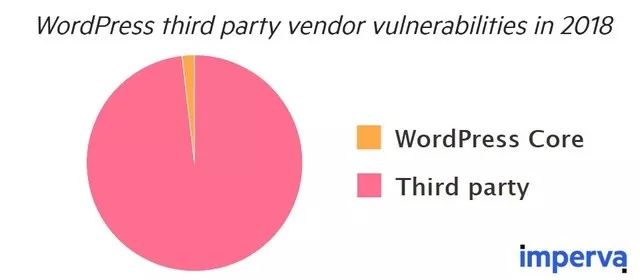 WordPress third party vendor vulnerabilities in 2018
WordPress Core
Third party
imperva